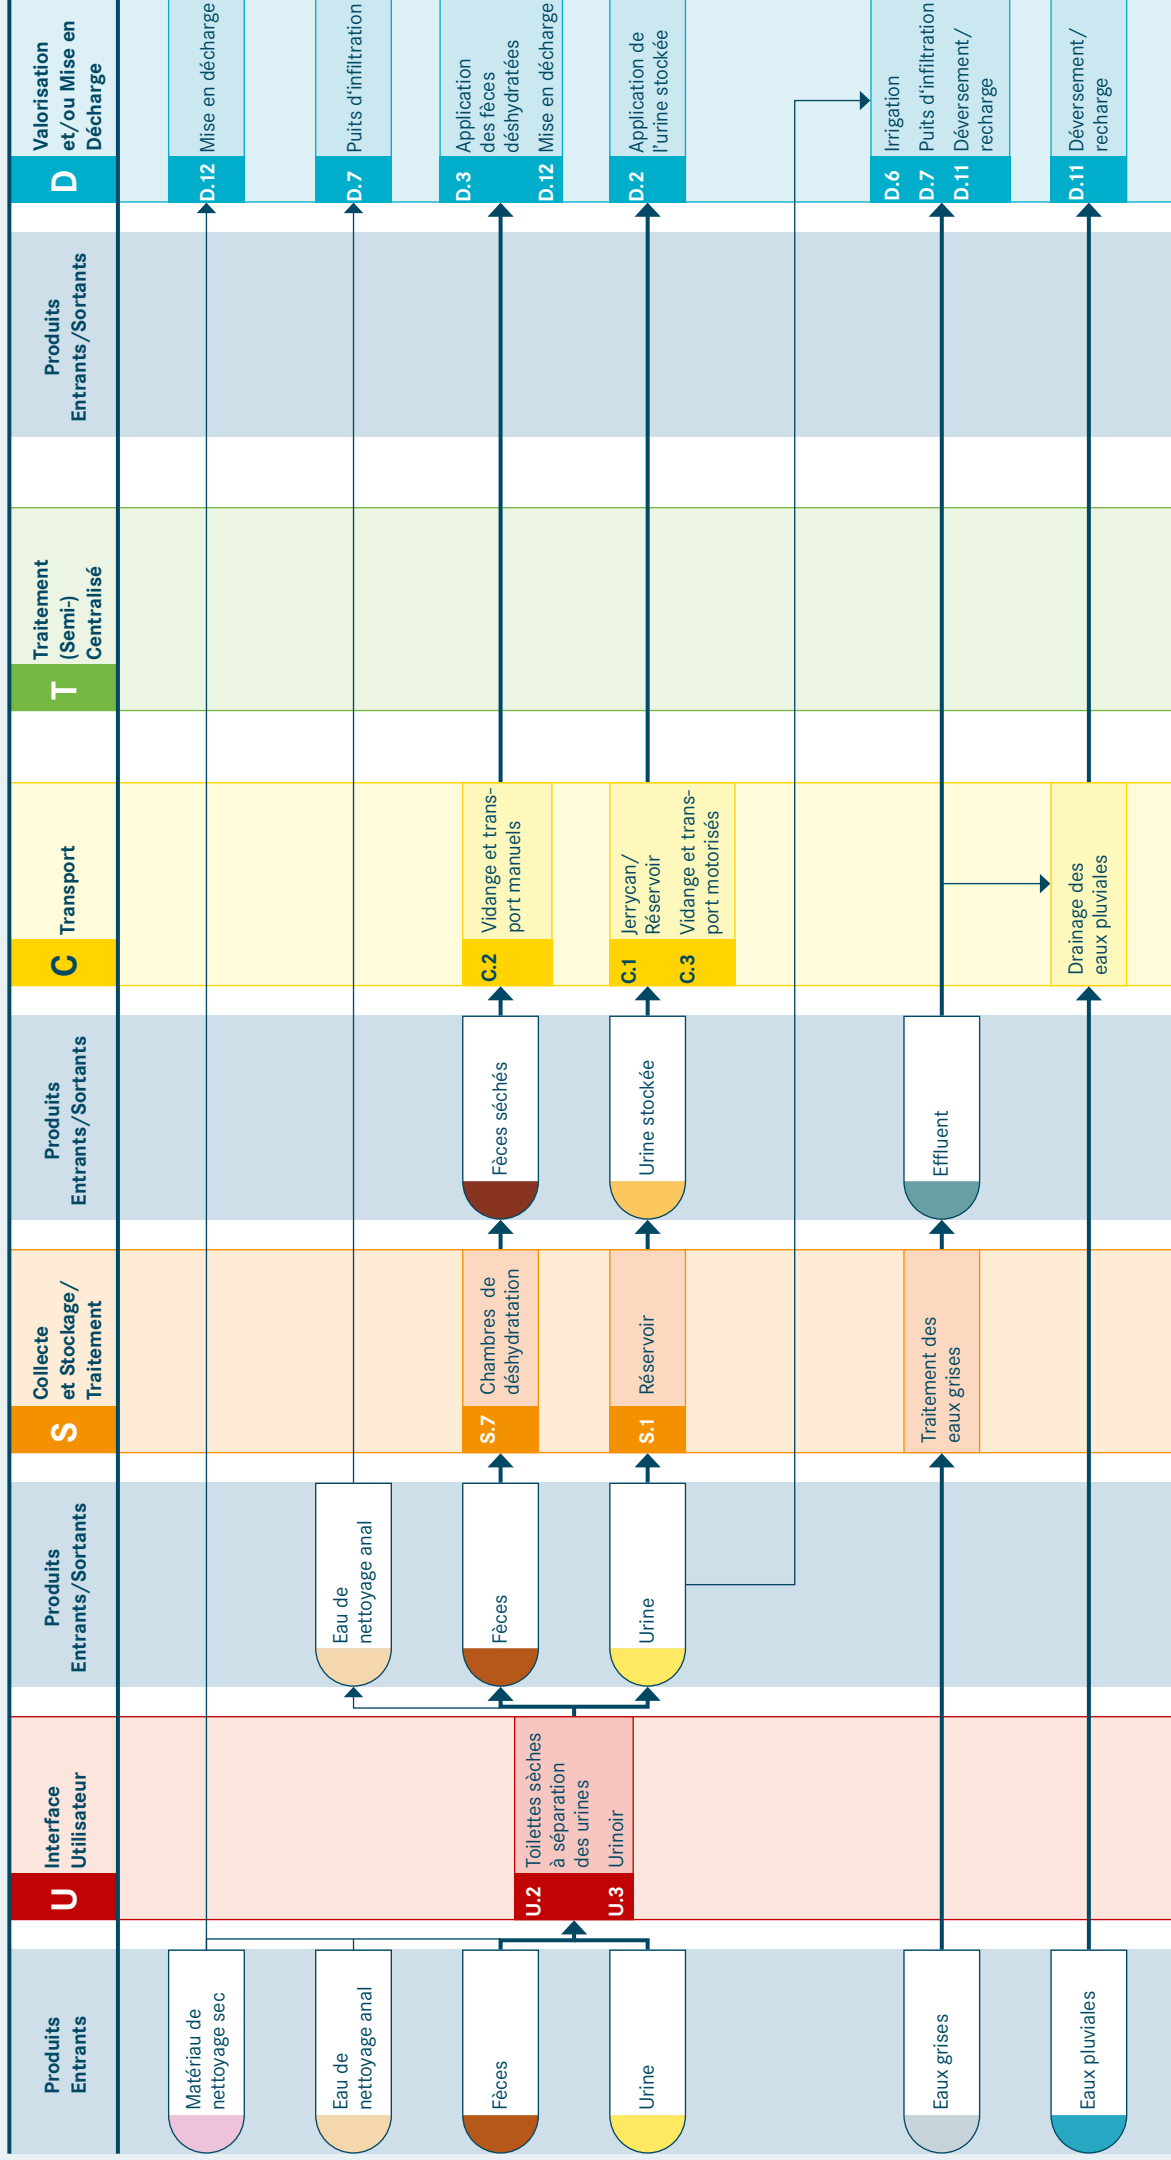 Produits
Entrants
U
Interface
Utilisateur
Produits
Entrants/Sortants
S
Collecte
et Stockage/
Traitement
Produits
Entrants/Sortants
C
Transport
T
Traitement
(Semi-)
Centralisé
Produits
Entrants/Sortants
D
Valorisation
et/ou Mise en
Décharge
Matériau de
nettoyage sec
D.12 Mise en décharge
Eau de
nettoyage anal
Eau de
nettoyage anal
D.7 Puits d'infiltration
Fèces
U.2 Toilettes sèches
à séparation
des urines
U.3 Urinoir
Fèces
S.7 Chambres de
déshydratation
Fèces séchés
C.2 Vidange et trans-
port manuels
D.3 Application
des fèces
déshydratées
D.12 Mise en décharge
Urine
Urine
S.1 Réservoir
Urine stockée
C.1 Jerrycan/
Réservoir
C.3 Vidange et trans-
port motorisés
D.2 Application de
l'urine stockée
Eaux grises
Traitement des
eaux grises
Effluent
D.6 Irrigation
D.7 Puits d'infiltration
D.11 Déversement/
recharge
Eaux pluviales
Drainage des
eaux pluviales
D.11 Déversement/
recharge